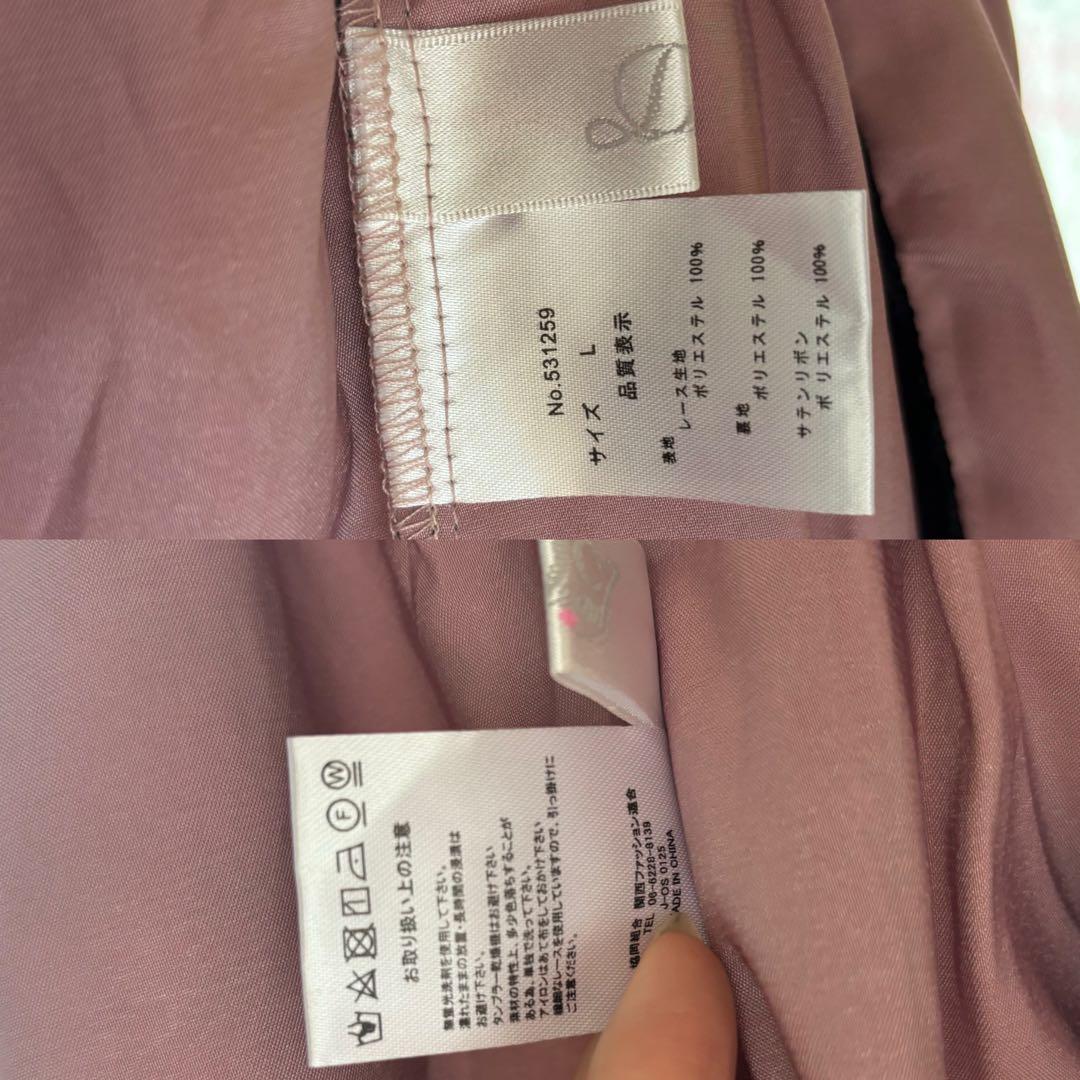 No.531259
サイズ L
品質表示
表地
レース生地
ポリエステル 100%
裏地
ポリエステル 100%
サテンリボン
ポリエステル 100%
F W
お取り扱い上の注意
無蛍光洗剤を使用して下さい。
濡れたままの放置・長時間の浸漬は
お避け下さい。
タンブラー乾燥機はお避け下さい
素材の特性上、多少色落ちすることが
ある為、単独で洗って下さい。
アイロンはあて布をしておかけ下さい
繊細なレースを使用していますので、引っ掛けに
ご注意ください。
協同組合 関西ファッション連合
TEL 06-6228-8139
J-OS 0125
ADE IN CHINA